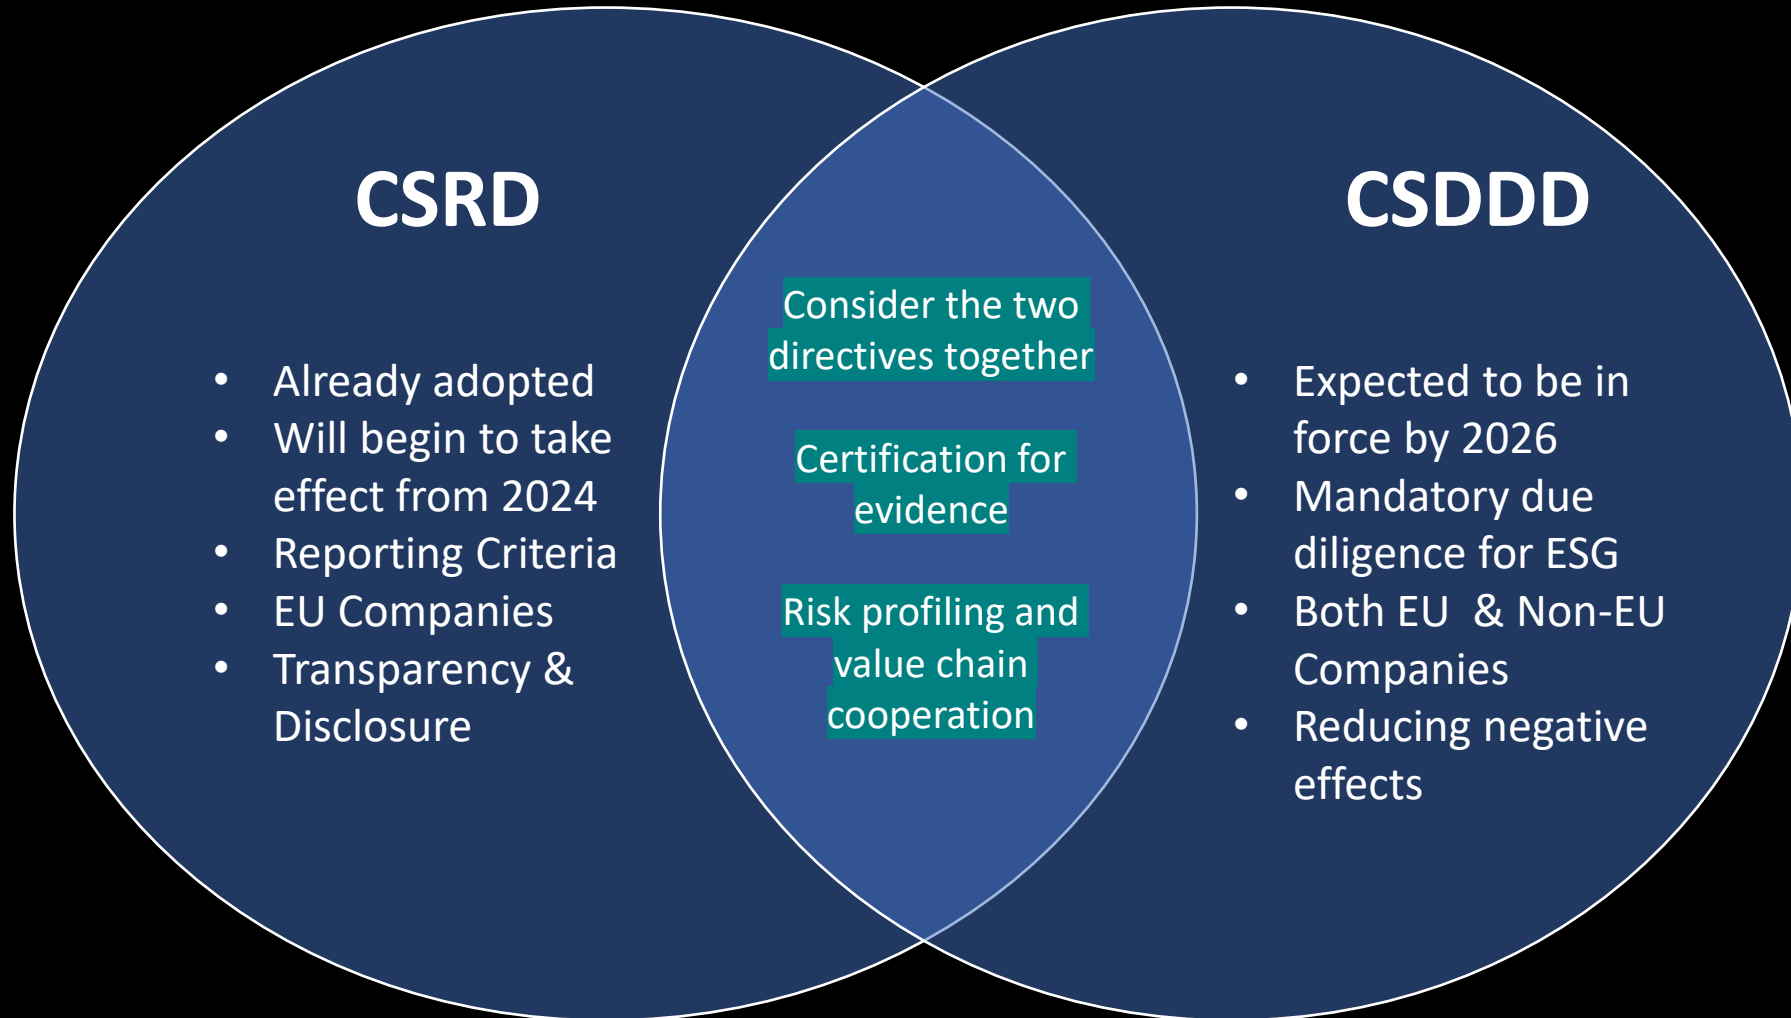 CSRD
• Already adopted
• Will begin to take
effect from 2024
• Reporting Criteria
• EU Companies
• Transparency &
Disclosure
Consider the two
directives together
Certification for
evidence
Risk profiling and
value chain
cooperation
CSDDD
• Expected to be in
force by 2026
• Mandatory due
diligence for ESG
• Both EU  & Non-EU
Companies
• Reducing negative
effects